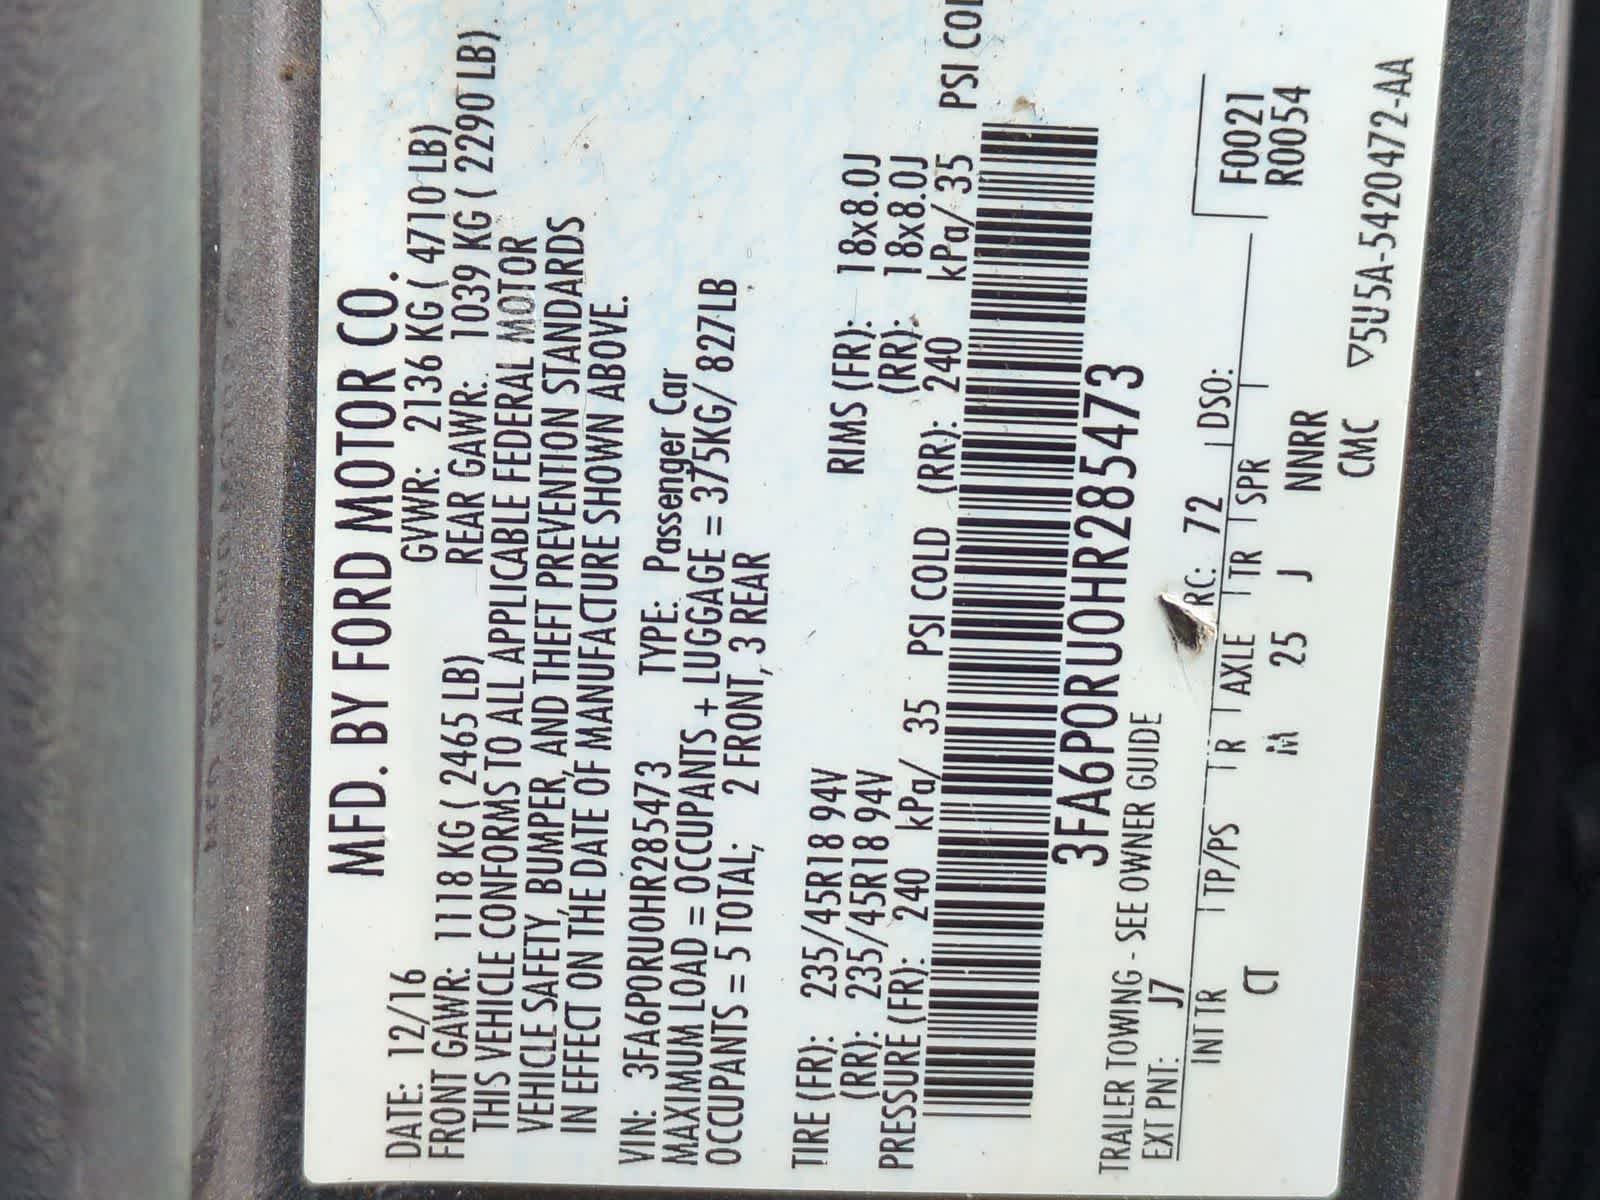 MFD. BY FORD MOTOR CO.
DATE: 12/16 GVWR: 2136 KG ( 4710 LB)
FRONT GAWR: 1118 KG ( 2465 LB) REAR GAWR: 1039 KG ( 2290 LB)
THIS VEHICLE CONFORMS TO ALL APPLICABLE FEDERAL MOTOR
VEHICLE SAFETY, BUMPER, AND THEFT PREVENTION STANDARDS
IN EFFECT ON THE DATE OF MANUFACTURE SHOWN ABOVE.
VIN: 3FA6P0RU0HR285473 TYPE: Passenger Car
MAXIMUM LOAD = OCCUPANTS + LUGGAGE = 375KG/ 827LB
OCCUPANTS = 5 TOTAL; 2 FRONT, 3 REAR
TIRE (FR): 235/45R18 94V RIMS (FR): 18x8.0J
(RR): 235/45R18 94V (RR): 18x8.0J
PRESSURE (FR): 240 kPa/ 35 PSI COLD (RR): 240 kPa/ 35 PSI
3FA6P0RU0HR285473
TRAILER TOWING - SEE OWNER GUIDE
EXT PNT: J7 RC: 72 DSO:
INT TR TP/PS R AXLE TR SPR
CT M 25 J NNRR
CMC
F0021
R0054
▽5U5A-5420472-AA